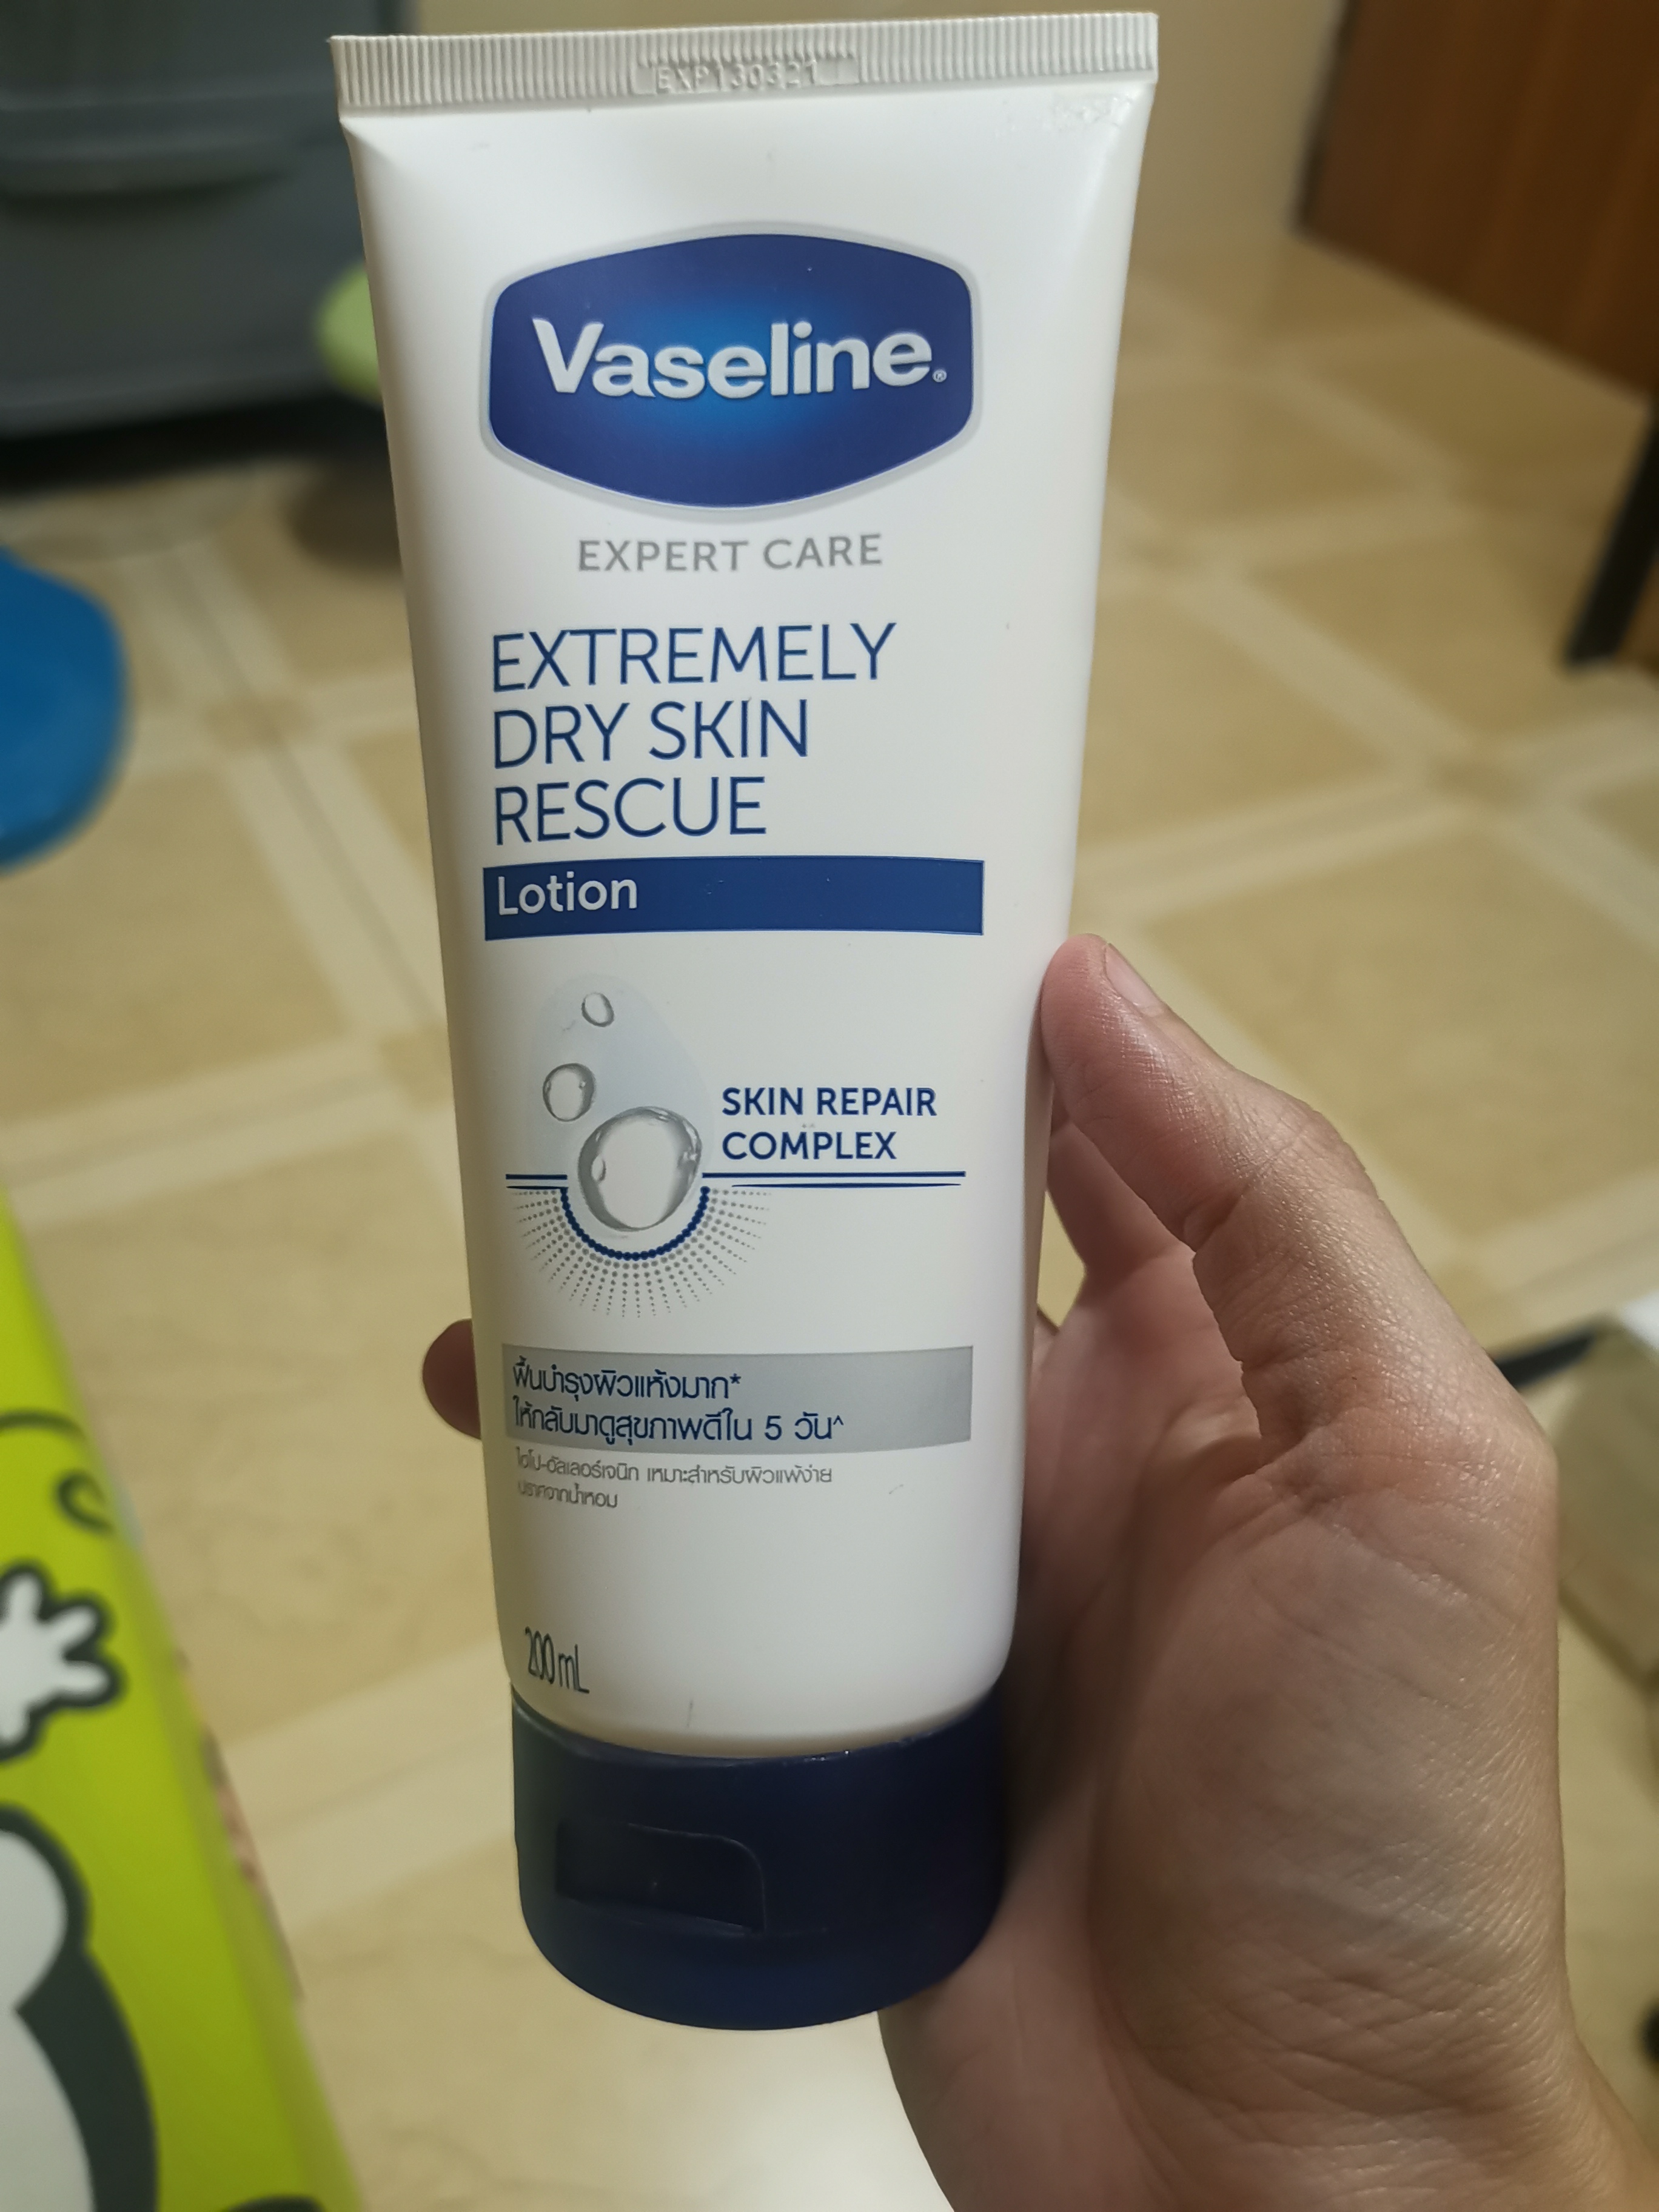 EXP130321
Vaseline®
EXPERT CARE
EXTREMELY
DRY SKIN
RESCUE
Lotion
SKIN REPAIR
COMPLEX
ฟื้นบำรุงผิวแห้งมาก*
ให้กลับมาดูสุขภาพดีใน 5 วัน^
ไฮโป-อัลเลอร์เจนิก เหมาะสำหรับผิวแพ้ง่าย
ปราศจากน้ำหอม
200 mL